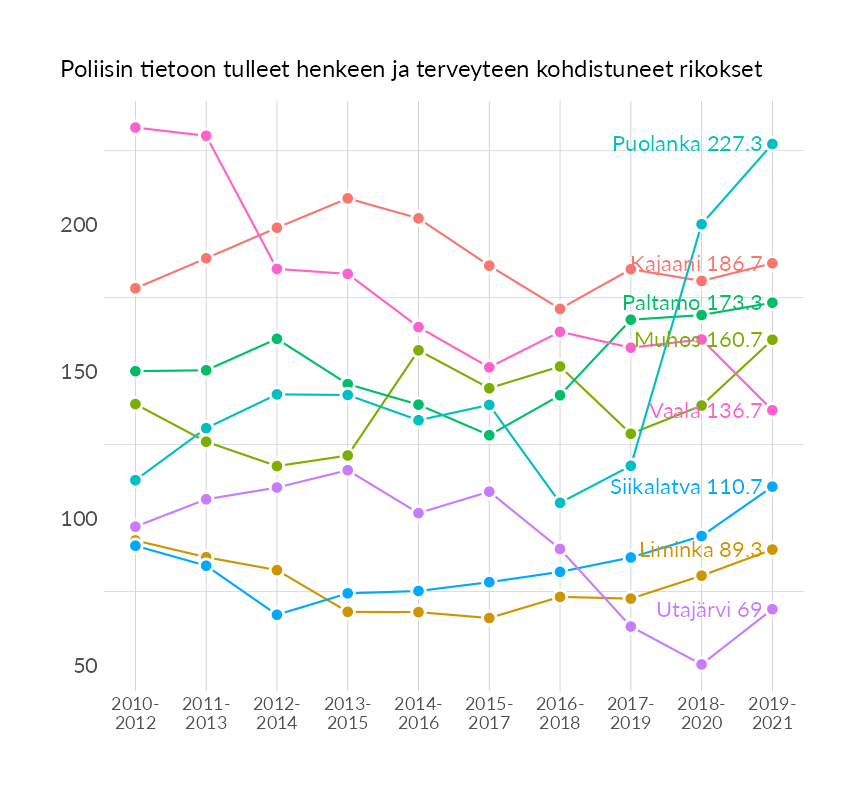 Poliisin tietoon tulleet henkeen ja terveyteen kohdistuneet rikokset
Puolanka 227.3
200
Kajaani 186.7
Paltamo 173.3
Muhos 160.7
150
Vaala 136.7
Siikalatva 110.7
100
Liminka 89.3
Utajärvi 69
50
2010- 2011- 2012- 2013- 2014- 2015- 2016- 2017- 2018- 2019-
2012 2013 2014 2015 2016 2017 2018 2019 2020 2021